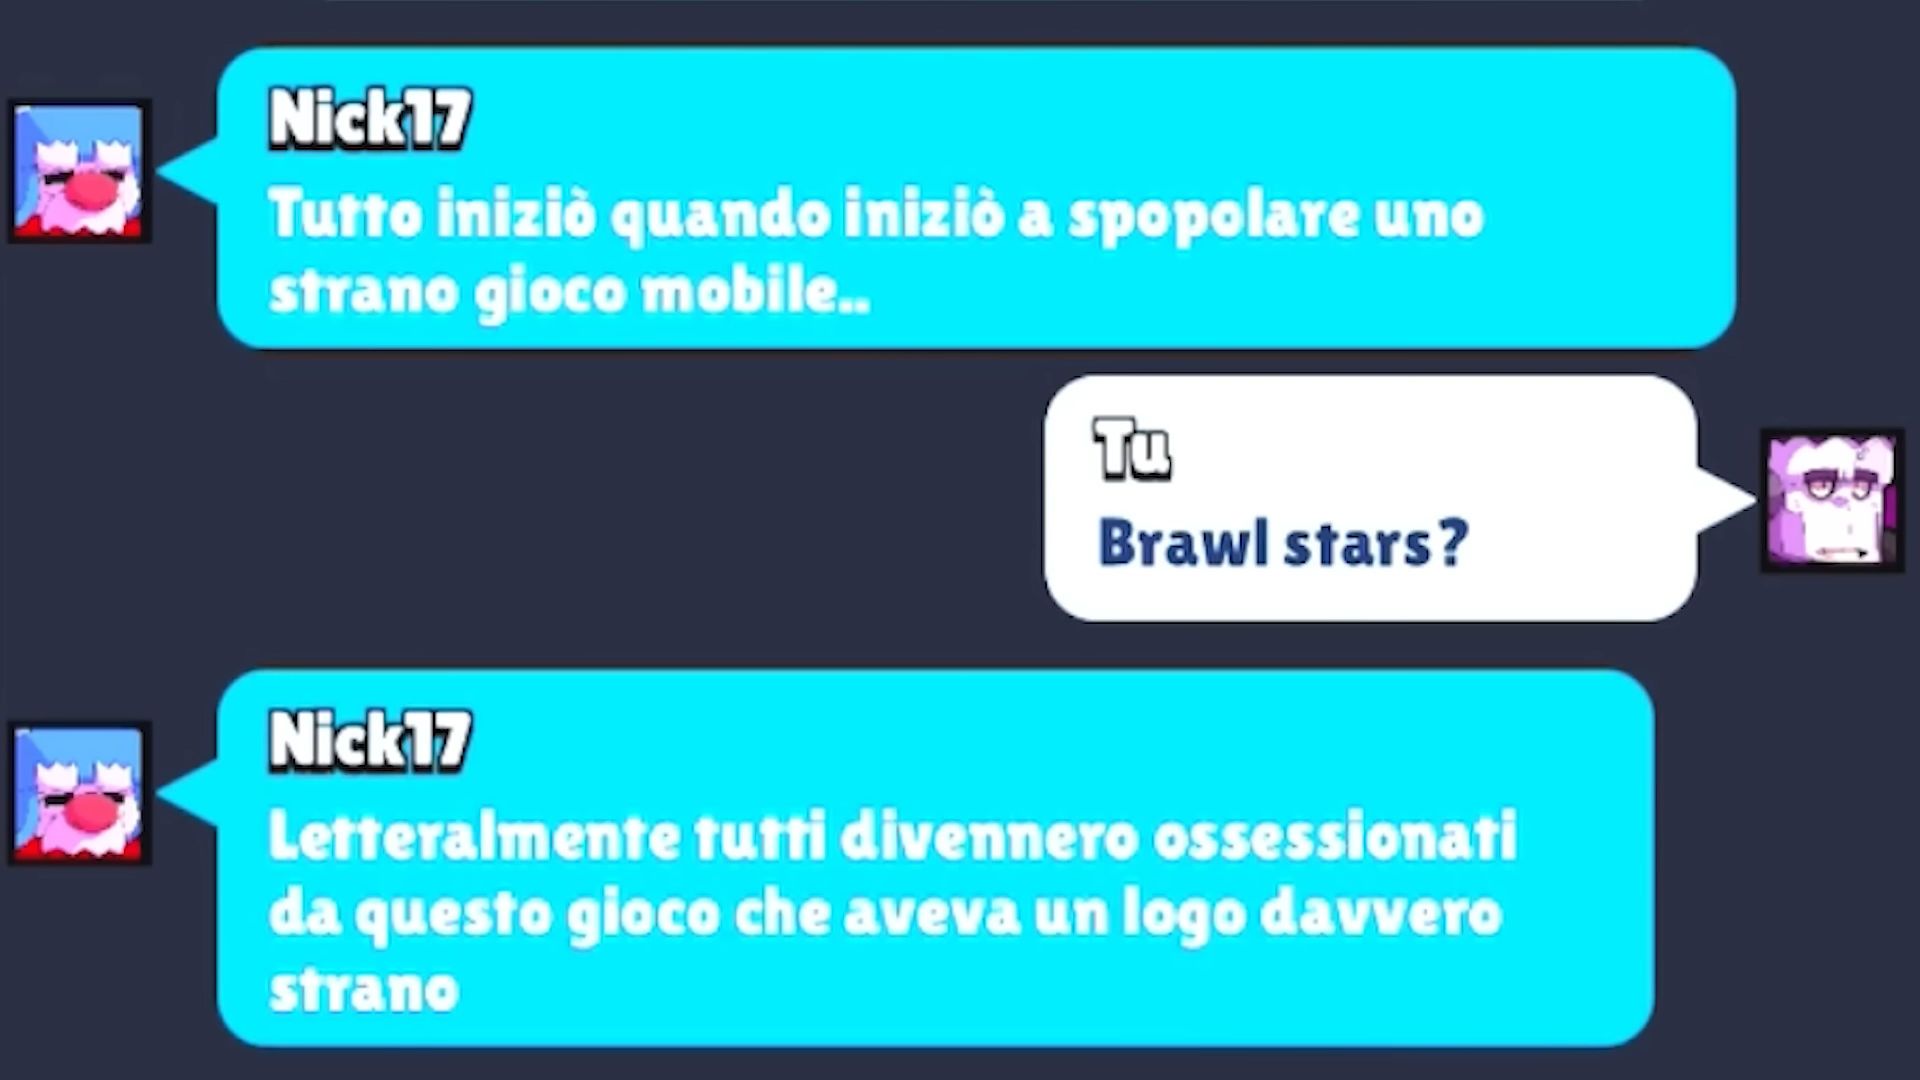 Nick17
Tutto iniziò quando iniziò a spopolare uno
strano gioco mobile..
Tu
Brawl stars?
Nick17
Letteralmente tutti divennero ossessionati
da questo gioco che aveva un logo davvero
strano